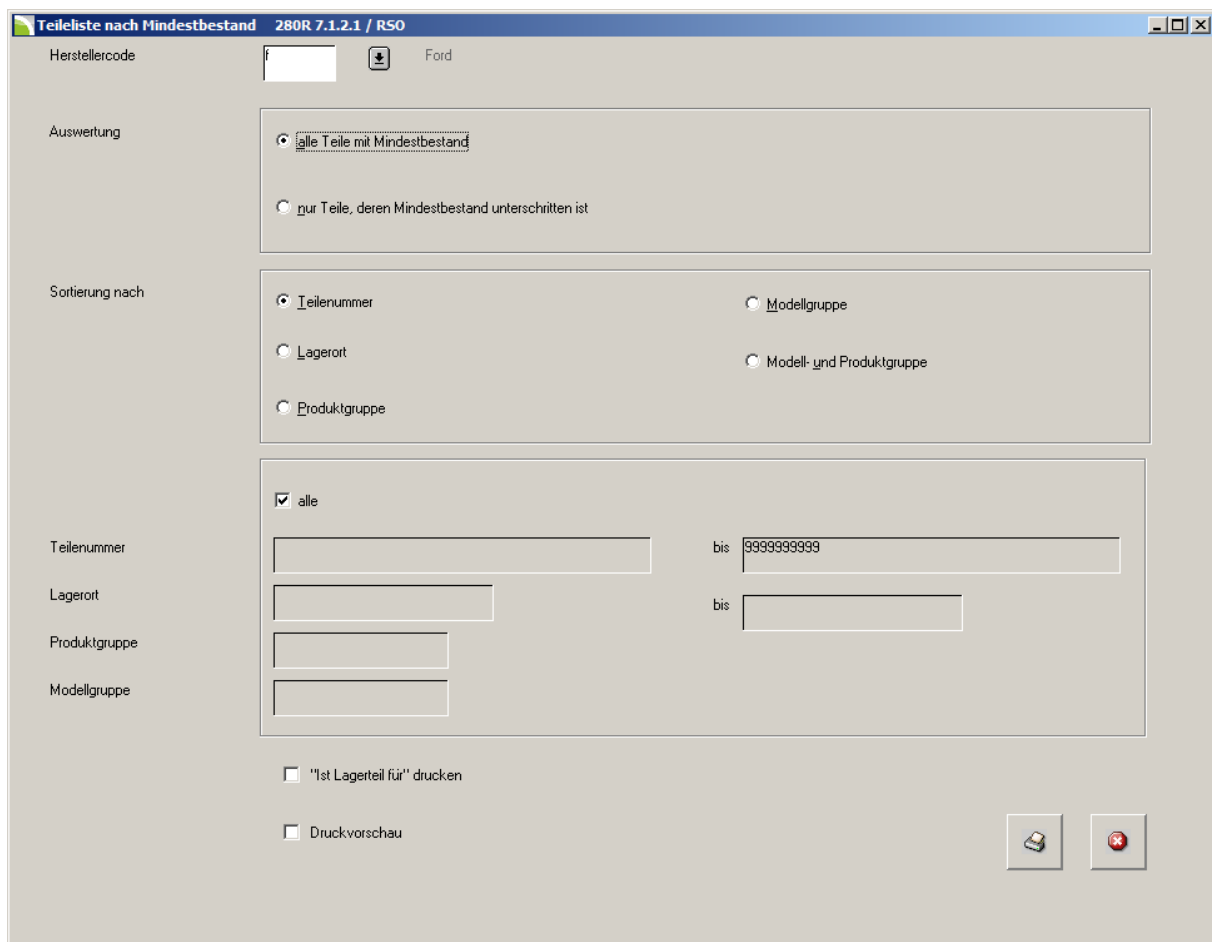 Teileliste nach Mindestbestand 280R 7.1.2.1 / RSO
Herstellercode f Ford
Auswertung
alle Teile mit Mindestbestand
nur Teile, deren Mindestbestand unterschritten ist
Sortierung nach
Teilenummer Modellgruppe
Lagerort
Modell- und Produktgruppe
Produktgruppe
alle
Teilenummer bis 9999999999
Lagerort bis
Produktgruppe
Modellgruppe
"Ist Lagerteil für" drucken
Druckvorschau